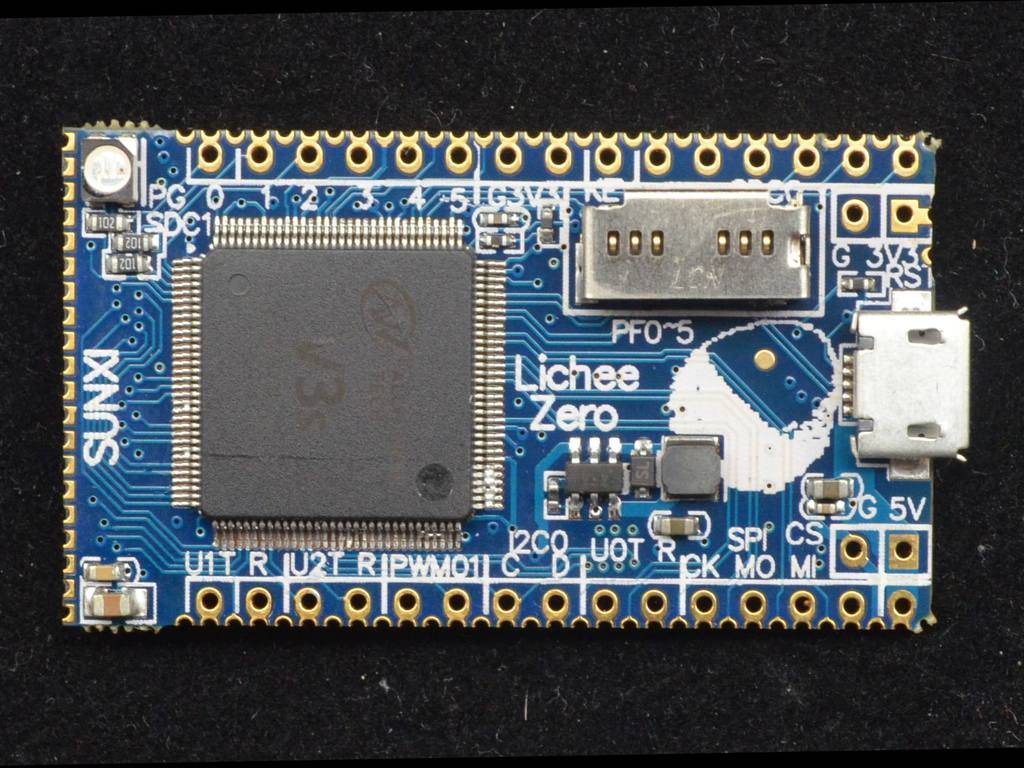 PG 0 1 2 3 4 5 G 3V3 KE
SDC1
102
102
102
G 3V3
RST
PF0~5
SUNXI
V3s
Lichee
Zero
G 5V
U1T R U2T R PWM01 I2C0 C D U0T R CK SPI MO CS MI